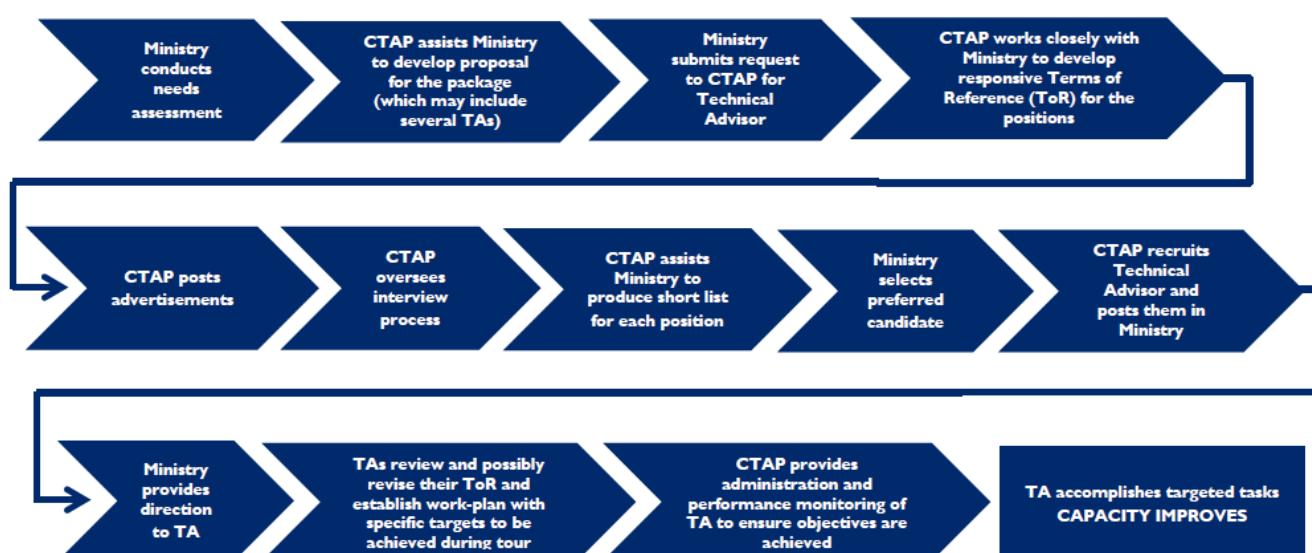 Ministry
conducts
needs
assessment
CTAP assists Ministry
to develop proposal
for the package
(which may include
several TAs)
Ministry
submits request
to CTAP for
Technical
Advisor
CTAP works closely with
Ministry to develop
responsive Terms of
Reference (ToR) for the
positions
CTAP posts
advertisements
CTAP
oversees
interview
process
CTAP assists
Ministry to
produce short list
for each position
Ministry
selects
preferred
candidate
CTAP recruits
Technical
Advisor and
posts them in
Ministry
Ministry
provides
direction
to TA
TAs review and possibly
revise their ToR and
establish work-plan with
specific targets to be
achieved during tour
CTAP provides
administration and
performance monitoring of
TA to ensure objectives are
achieved
TA accomplishes targeted tasks
CAPACITY IMPROVES